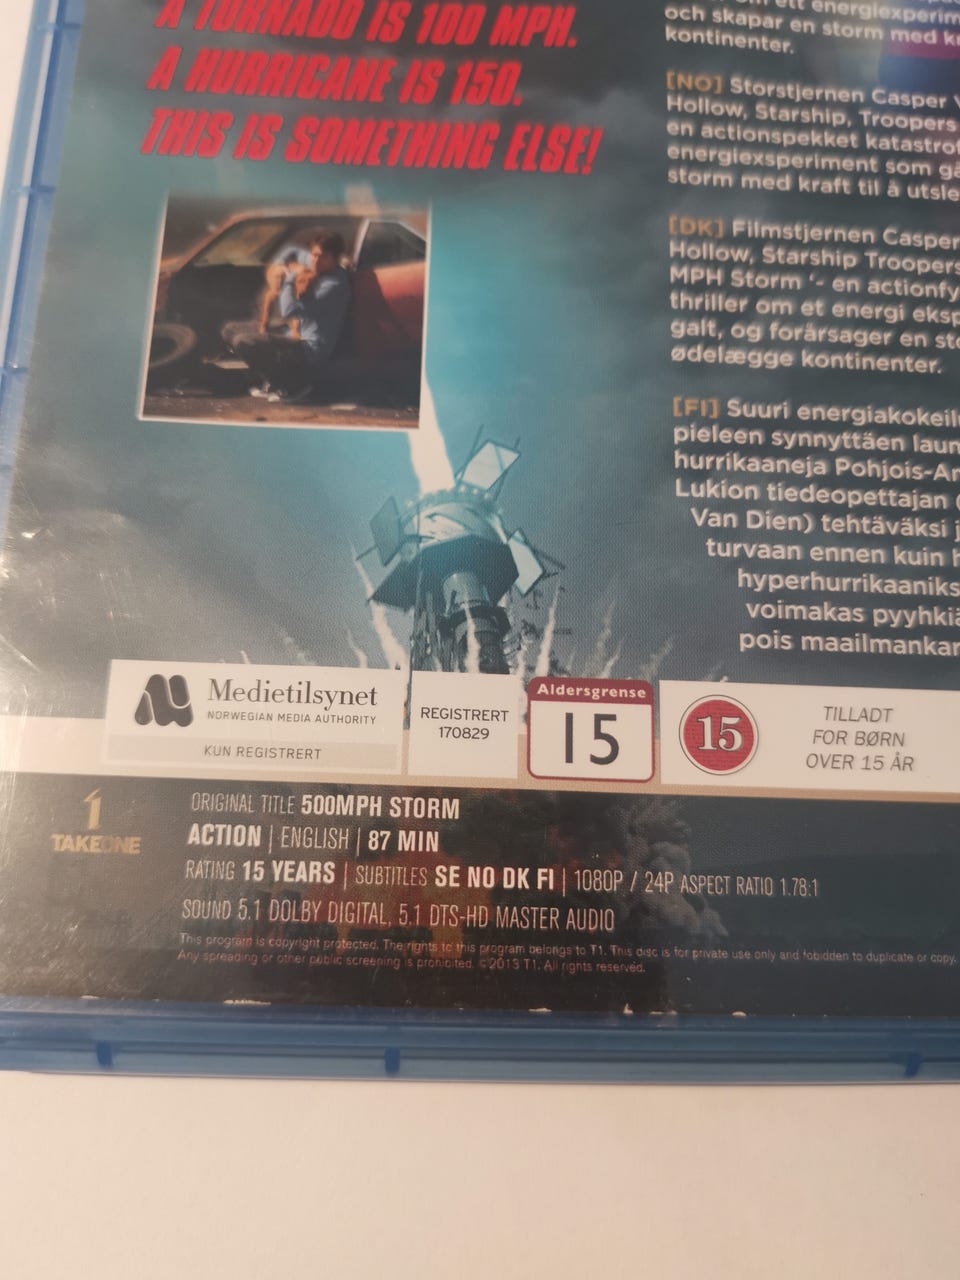 A TORNADO IS 100 MPH.
A HURRICANE IS 150.
THIS IS SOMETHING ELSE!
ett energiexperim
och skapar en storm med kr
kontinenter.
[NO] Storstjernen Casper V
Hollow, Starship, Troopers
en actionspekket katastrof
energiexsperiment som gå
storm med kraft til å utsle
[DK] Filmstjernen Casper
Hollow, Starship Troopers
MPH Storm '- en actionfy
thriller om et energi eksp
galt, og forårsager en sto
ødelægge kontinenter.
[FI] Suuri energiakokeilu
pieleen synnyttäen laun
hurrikaaneja Pohjois-Am
Lukion tiedeopettajan (
Van Dien) tehtäväksi j
turvaan ennen kuin h
hyperhurrikaaniks
voimakas pyyhkiä
pois maailmankar
Medietilsynet
NORWEGIAN MEDIA AUTHORITY
KUN REGISTRERT
REGISTRERT
170829
Aldersgrense
15
15
TILLADT
FOR BØRN
OVER 15 ÅR
1
TAKEONE
ORIGINAL TITLE 500MPH STORM
ACTION | ENGLISH | 87 MIN
RATING 15 YEARS | SUBTITLES SE NO DK FI | 1080P / 24P ASPECT RATIO 1.78:1
SOUND 5.1 DOLBY DIGITAL, 5.1 DTS-HD MASTER AUDIO
This program is copyright protected. The rights to this program belongs to T1. This disc is for private use only and fobidden to duplicate or copy.
Any spreading or other public screening is prohibited. ©2013 T1. All rights reserved.